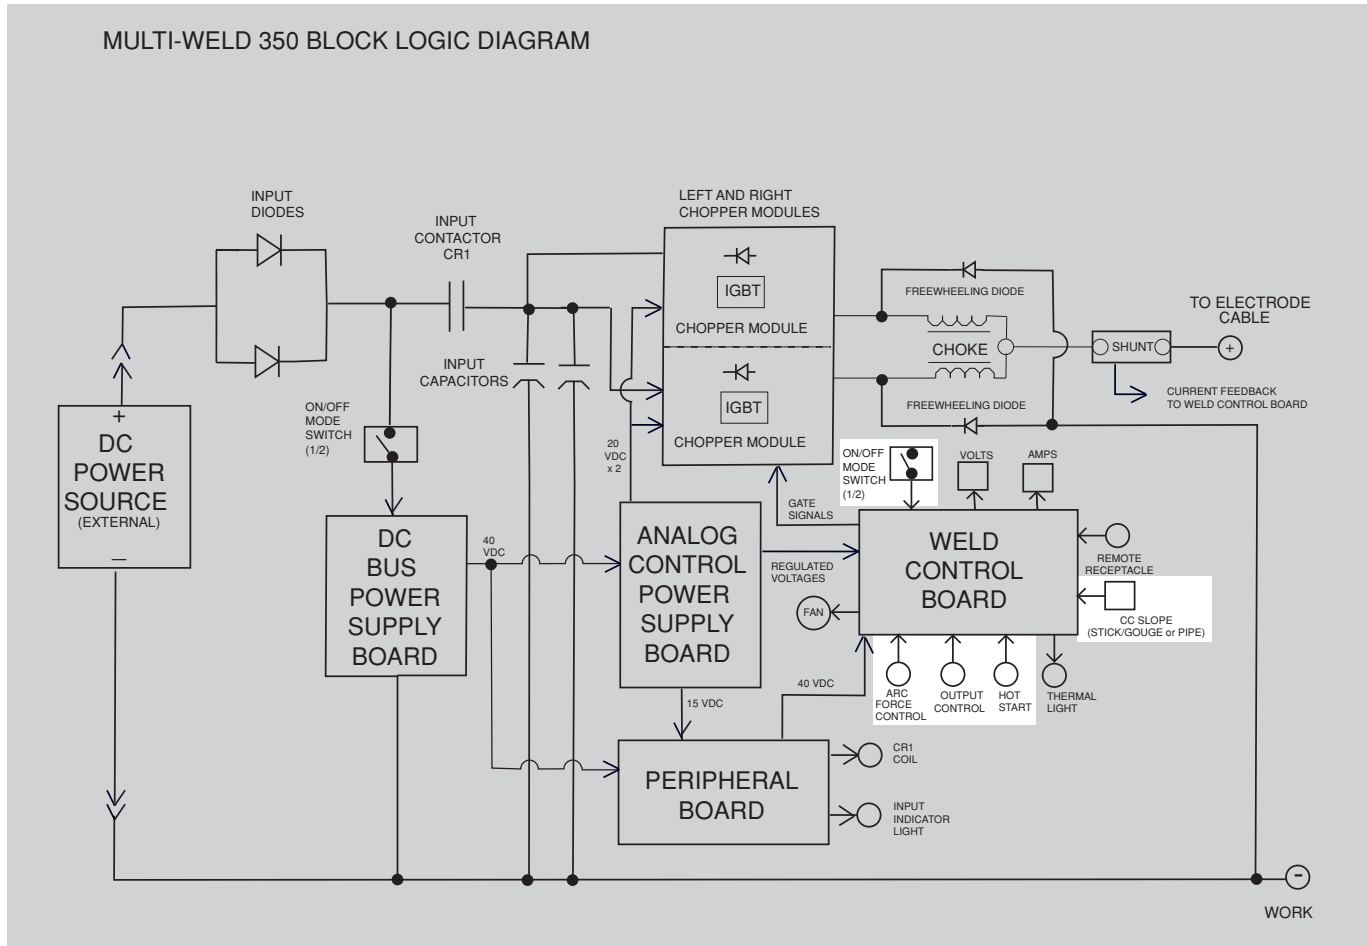 MULTI-WELD 350 BLOCK LOGIC DIAGRAM
INPUT
DIODES
INPUT
CONTACTOR
CR1
LEFT AND RIGHT
CHOPPER MODULES
IGBT
CHOPPER MODULE
IGBT
CHOPPER MODULE
FREEWHEELING DIODE
CHOKE
FREEWHEELING DIODE
SHUNT
TO ELECTRODE
CABLE
+
CURRENT FEEDBACK
TO WELD CONTROL BOARD
INPUT
CAPACITORS
+
DC
POWER
SOURCE
(EXTERNAL)
–
ON/OFF
MODE
SWITCH
(1/2)
20
VDC
x 2
ON/OFF
MODE
SWITCH
(1/2)
VOLTS
AMPS
GATE
SIGNALS
DC
BUS
POWER
SUPPLY
BOARD
40
VDC
ANALOG
CONTROL
POWER
SUPPLY
BOARD
REGULATED
VOLTAGES
WELD
CONTROL
BOARD
REMOTE
RECEPTACLE
FAN
CC SLOPE
(STICK/GOUGE or PIPE)
ARC
FORCE
CONTROL
OUTPUT
CONTROL
HOT
START
THERMAL
LIGHT
15 VDC
40 VDC
PERIPHERAL
BOARD
CR1
COIL
INPUT
INDICATOR
LIGHT
-
WORK